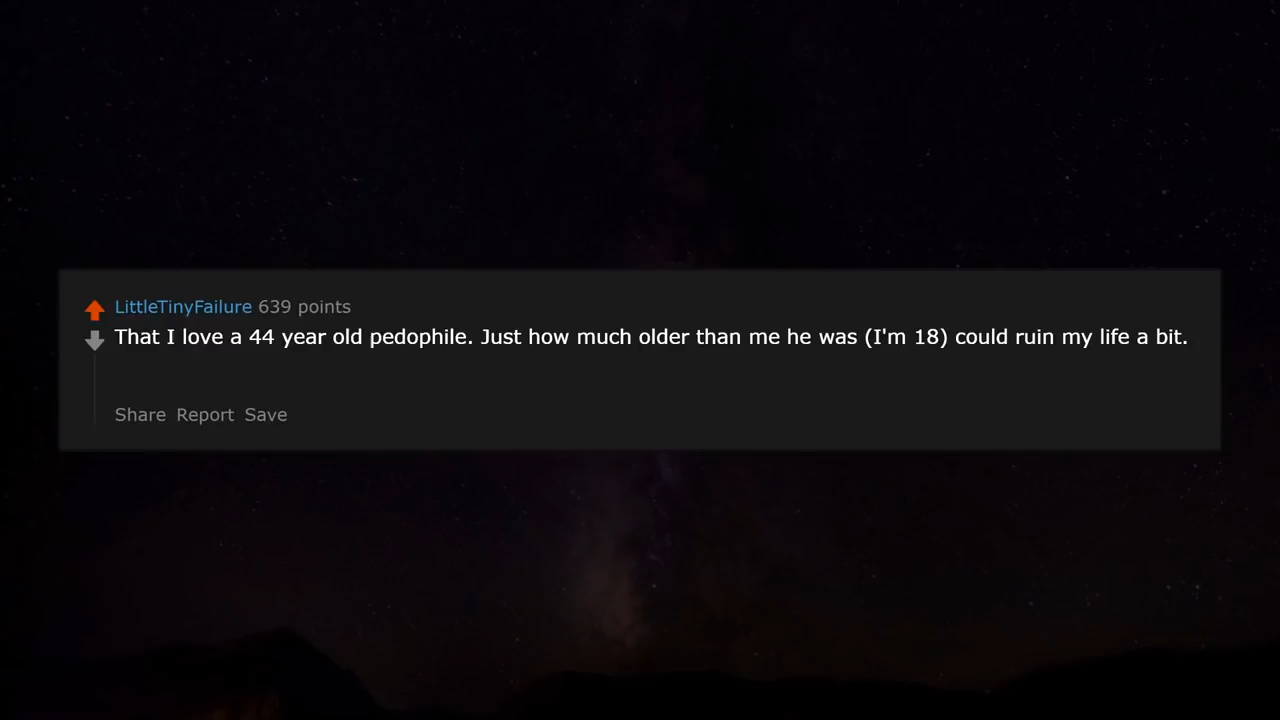 LittleTinyFailure 639 points
That I love a 44 year old pedophile. Just how much older than me he was (I'm 18) could ruin my life a bit.
Share Report Save